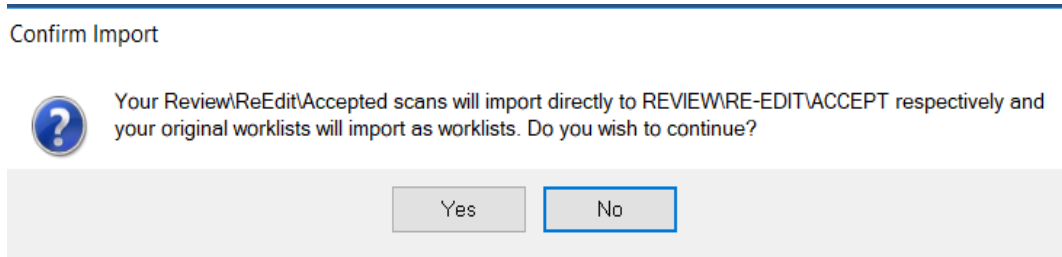 Confirm Import
Your Review\ReEdit\Accepted scans will import directly to REVIEW\RE-EDIT\ACCEPT respectively and
your original worklists will import as worklists. Do you wish to continue?
Yes No